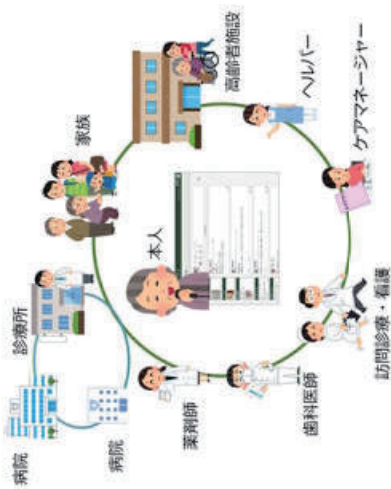 病院
診療所
病院
家族
本人
高齢者施設
ヘルパー
ケアマネージャー
訪問診療・看護
歯科医師
薬剤師